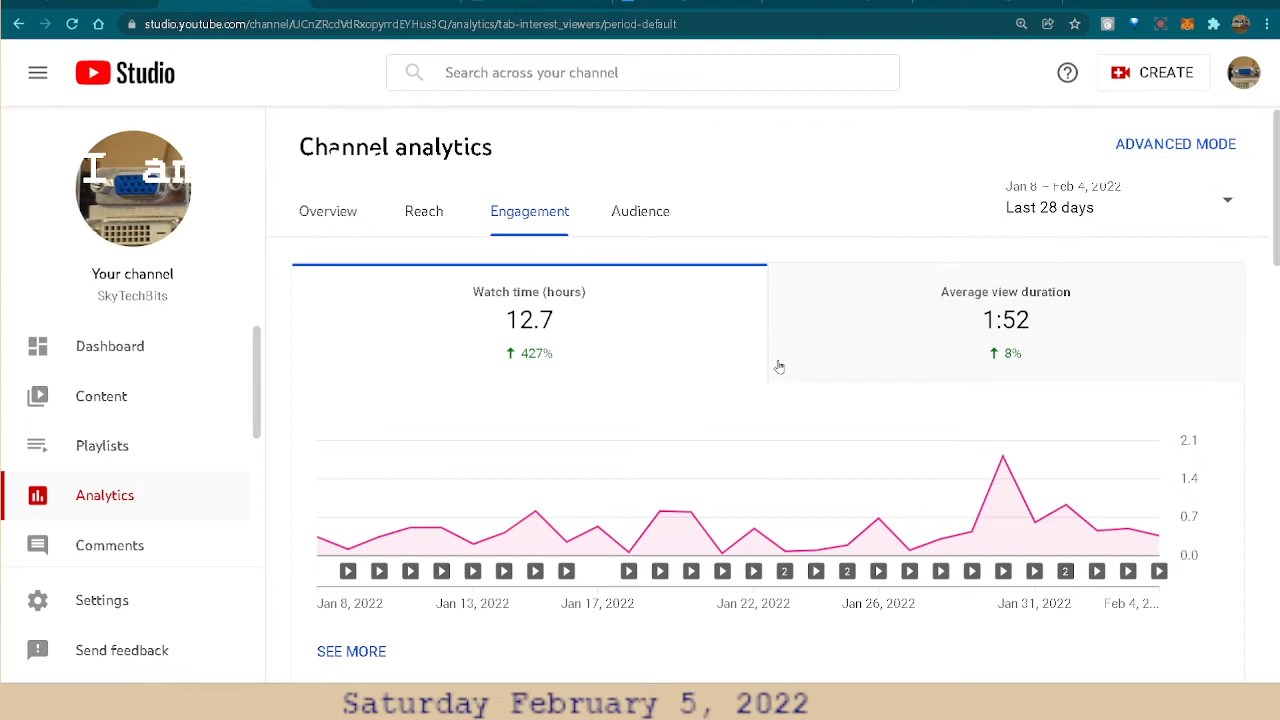 studio.youtube.com/channel/UCnZRcdVdRxopyrrdEYHus3Q/analytics/tab-interest_viewers/period-default
Studio
Search across your channel
CREATE
I am
Your channel
SkyTechBits
Dashboard
Content
Playlists
Analytics
Comments
Settings
Send feedback
Channel analytics
ADVANCED MODE
Overview
Reach
Engagement
Audience
Jan 8 – Feb 4, 2022
Last 28 days
Watch time (hours)
12.7
427%
Average view duration
1:52
8%
2.1
1.4
0.7
0.0
2
2
2
Jan 8, 2022
Jan 13, 2022
Jan 17, 2022
Jan 22, 2022
Jan 26, 2022
Jan 31, 2022
Feb 4, 2...
SEE MORE
Saturday February 5, 2022